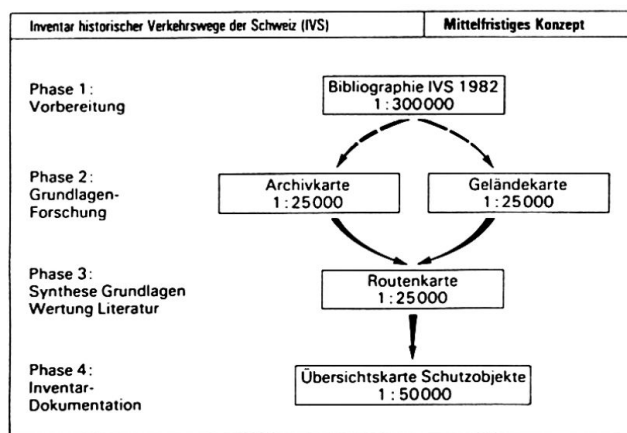 Inventar historischer Verkehrswege der Schweiz (IVS)
Mittelfristiges Konzept
Phase 1:
Vorbereitung
Bibliographie IVS 1982
1:300000
Phase 2:
Grundlagen-
Forschung
Archivkarte
1:25000
Geländekarte
1:25000
Phase 3:
Synthese Grundlagen
Wertung Literatur
Routenkarte
1:25000
Phase 4:
Inventar-
Dokumentation
Übersichtskarte Schutzobjekte
1:50000